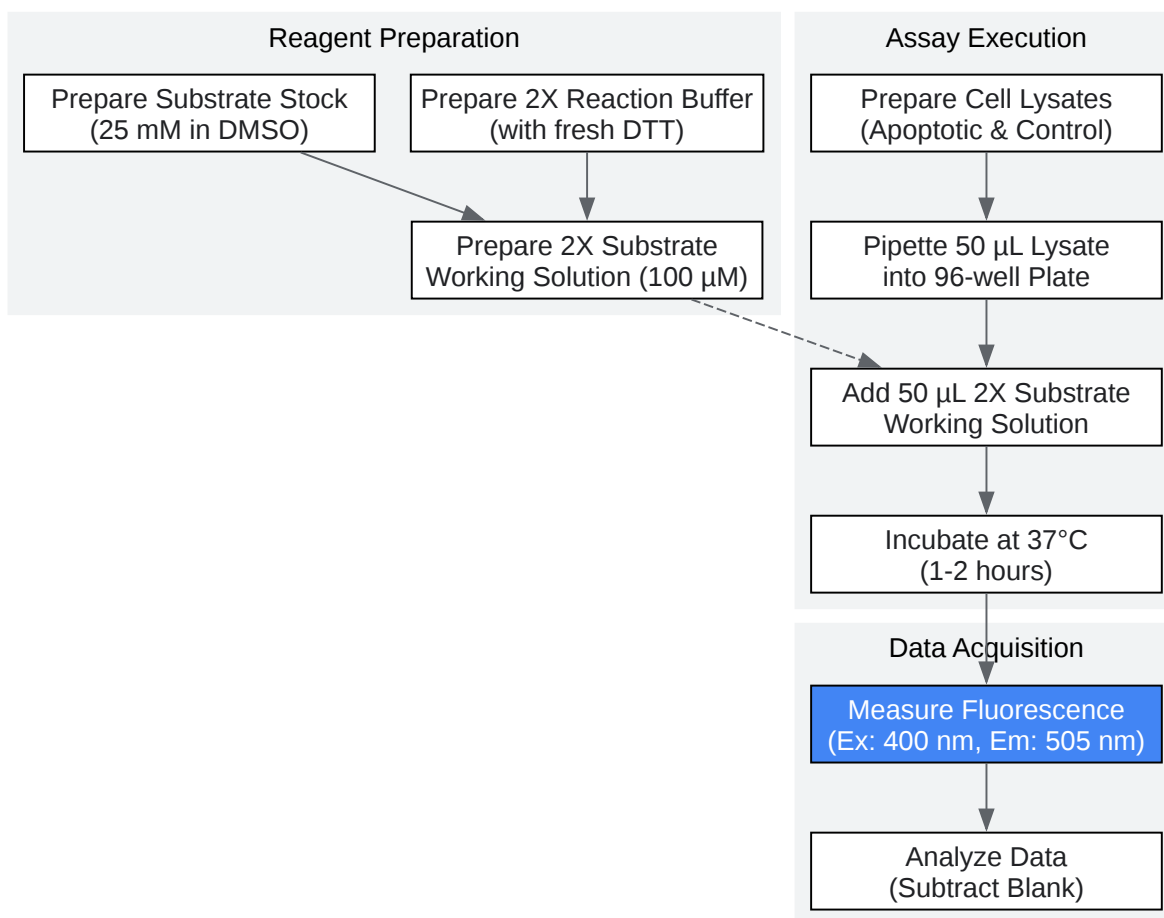 Reagent Preparation
Prepare Substrate Stock
(25 mM in DMSO)
Prepare 2X Reaction Buffer
(with fresh DTT)
Prepare 2X Substrate
Working Solution (100 µM)
Assay Execution
Prepare Cell Lysates
(Apoptotic & Control)
Pipette 50 µL Lysate
into 96-well Plate
Add 50 µL 2X Substrate
Working Solution
Incubate at 37°C
(1-2 hours)
Data Acquisition
Measure Fluorescence
(Ex: 400 nm, Em: 505 nm)
Analyze Data
(Subtract Blank)